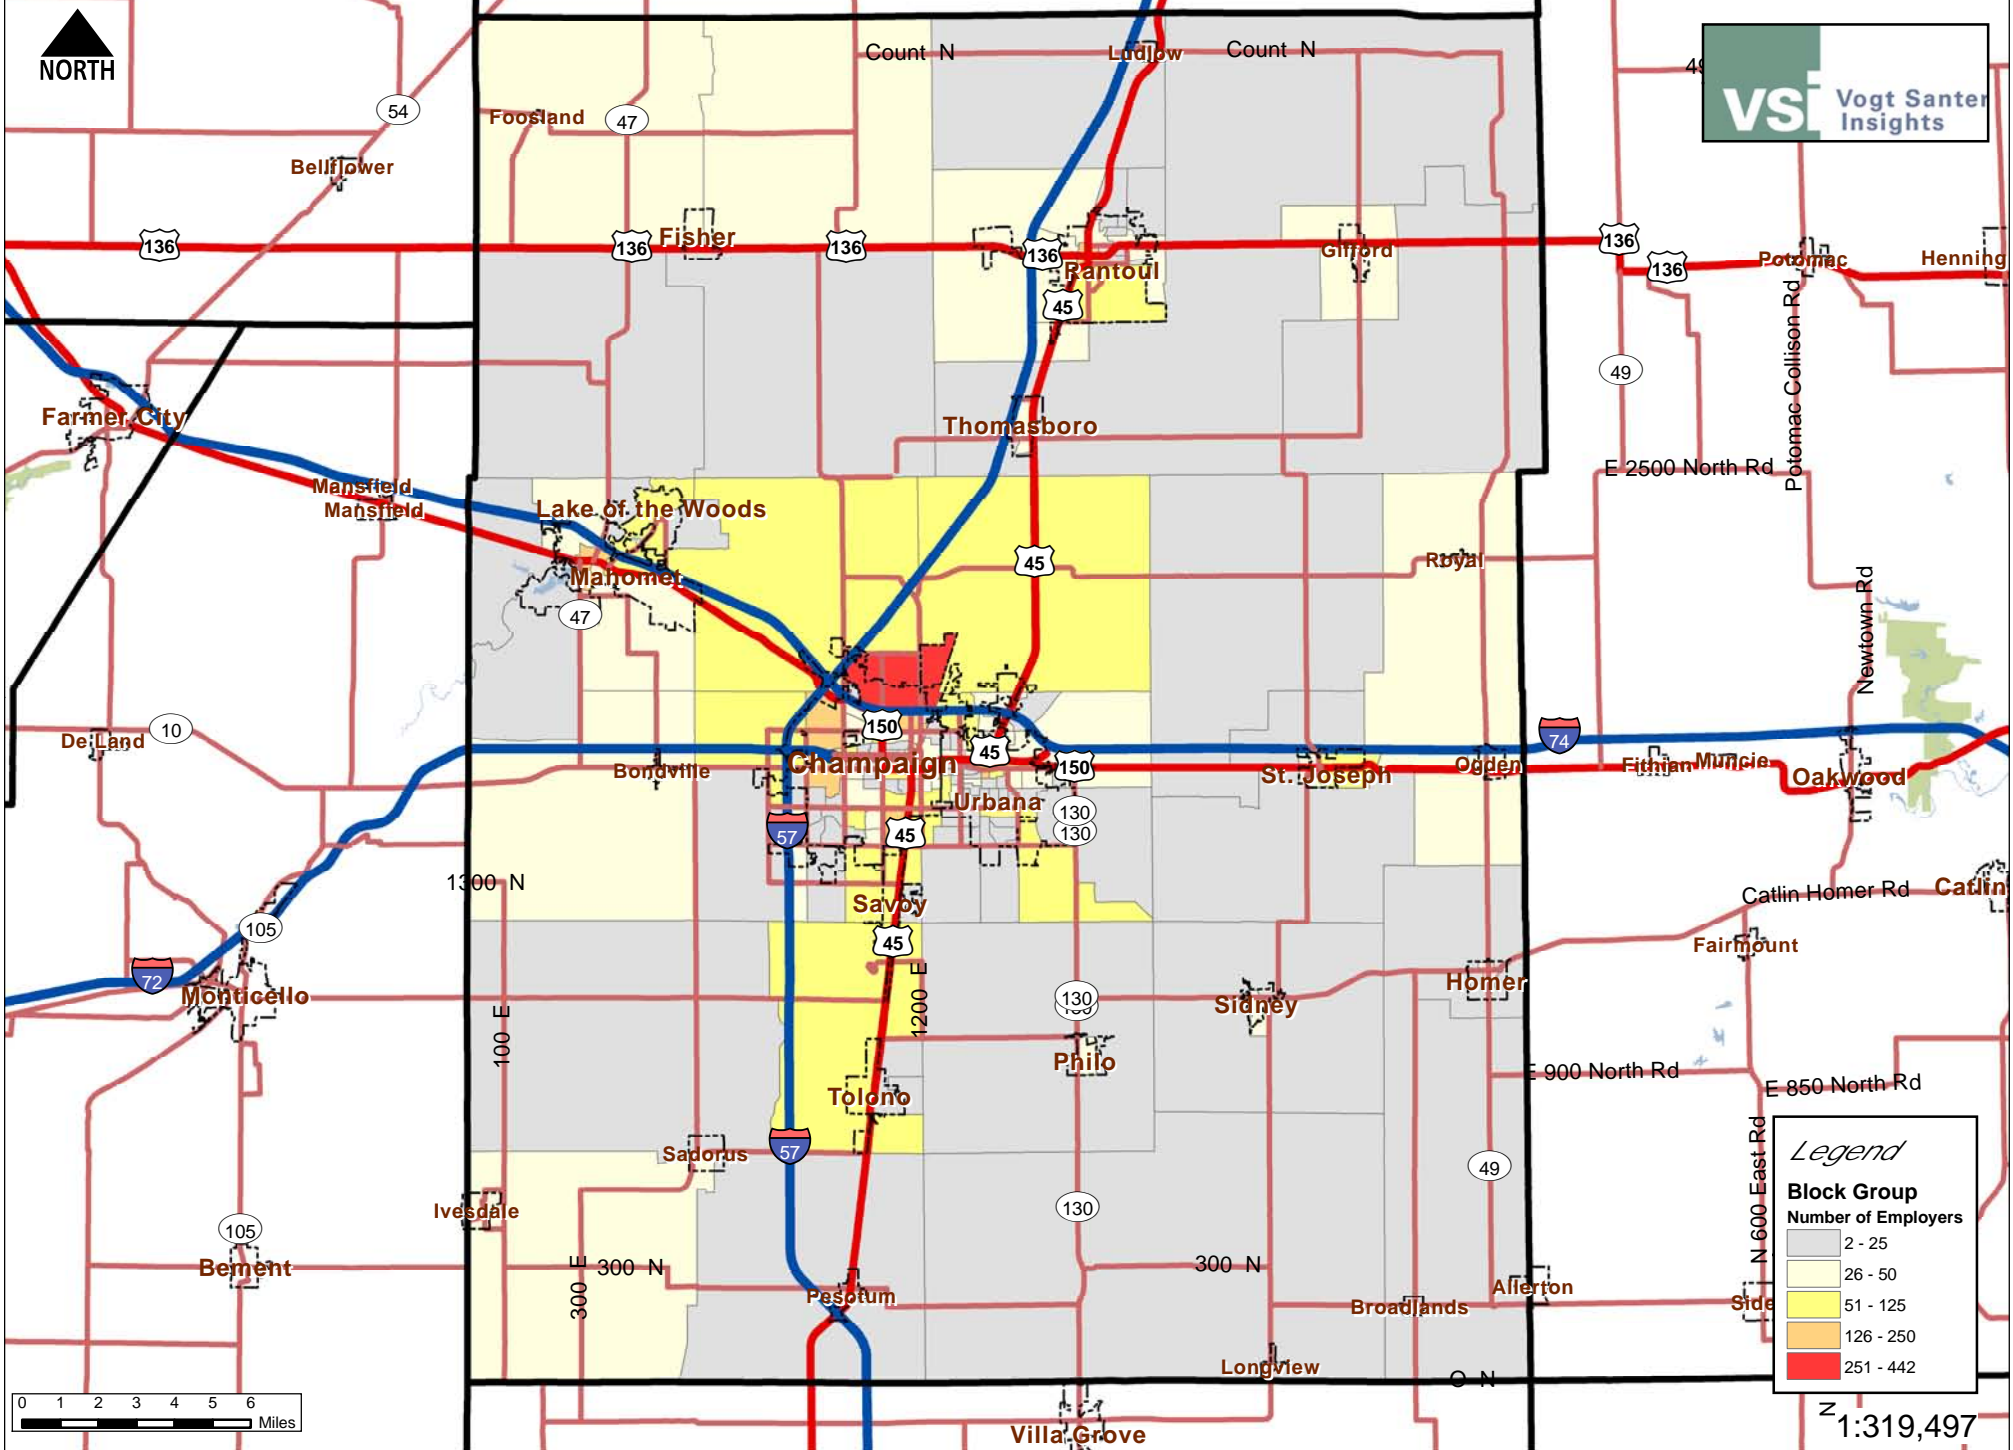 NORTH
Count N
Ludlow
Count N
49
VSi Vogt Santer
Insights
54
Foosland
47
Bellflower
136
136
Fisher
136
136
Rantoul
Gifford
136
136
Potomac
Henning
45
Potomac Collison Rd
49
Farmer City
Thomasboro
E 2500 North Rd
Mansfield
Mansfield
Lake of the Woods
45
Royal
Mahomet
47
Newtown Rd
De Land
10
150
45
74
Bondville
Champaign
150
St. Joseph
Ogden
Fithian
Muncie
Oakwood
Urbana
130
130
57
45
1300 N
Catlin Homer Rd
Catlin
Savoy
105
45
Fairmount
72
Monticello
1200 E
130
Sidney
Homer
100 E
Philo
E 900 North Rd
E 850 North Rd
Tolono
57
Sadorus
N 600 East Rd
49
Ivesdale
130
105
Bement
300 E
300 N
300 N
Pesotum
Broadlands
Allerton
Side
Longview
O N
Villa Grove
Legend
Block Group
Number of Employers
2 - 25
26 - 50
51 - 125
126 - 250
251 - 442
0 1 2 3 4 5 6
Miles
N
1:319,497